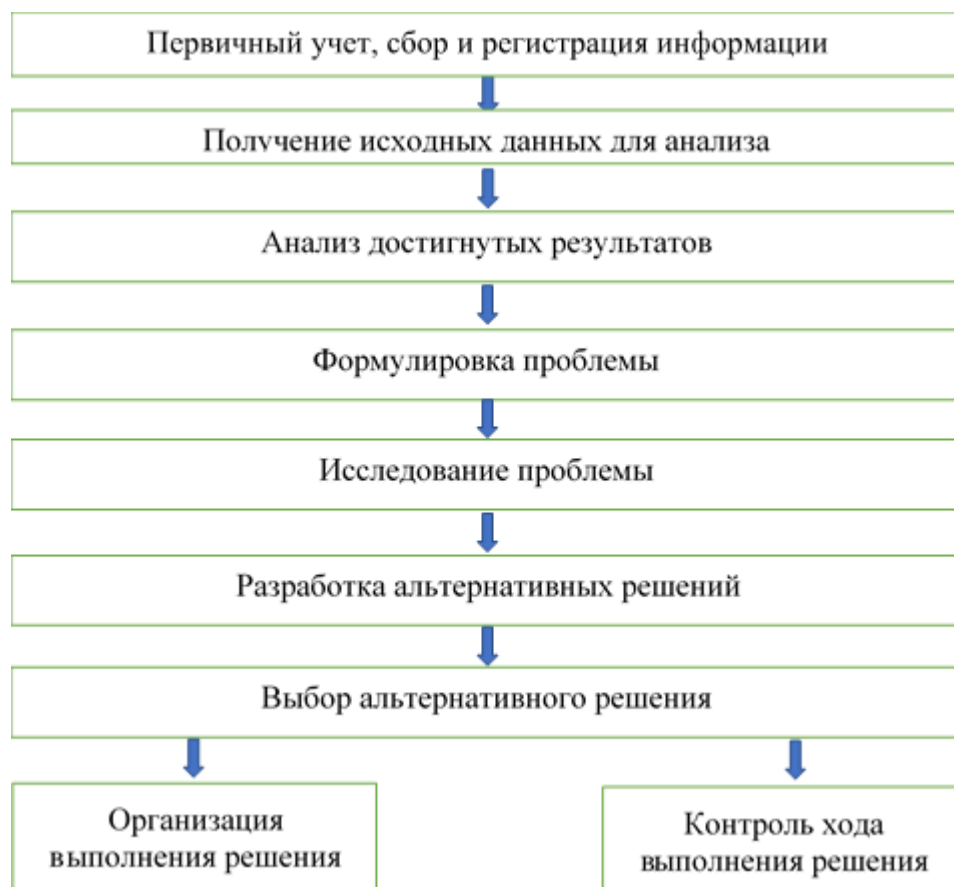 Первичный учет, сбор и регистрация информации
Получение исходных данных для анализа
Анализ достигнутых результатов
Формулировка проблемы
Исследование проблемы
Разработка альтернативных решений
Выбор альтернативного решения
Организация
выполнения решения
Контроль хода
выполнения решения